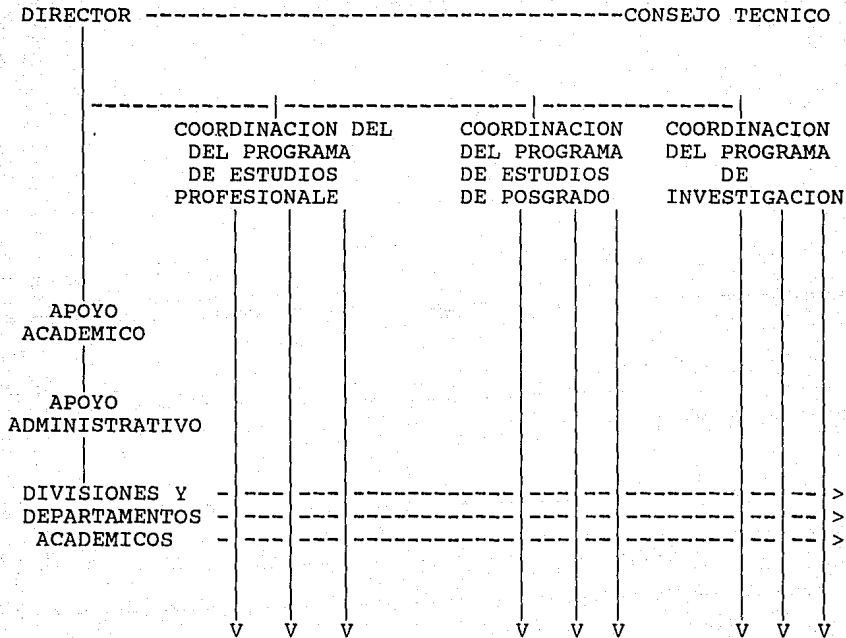 DIRECTOR -----------------------------------CONSEJO TECNICO
COORDINACION DEL
DEL PROGRAMA
DE ESTUDIOS
PROFESIONALE
COORDINACION
DEL PROGRAMA
DE ESTUDIOS
DE POSGRADO
COORDINACION
DEL PROGRAMA
DE
INVESTIGACION
APOYO
ACADEMICO
APOYO
ADMINISTRATIVO
DIVISIONES Y
DEPARTAMENTOS
ACADEMICOS
V V V V V V V V V